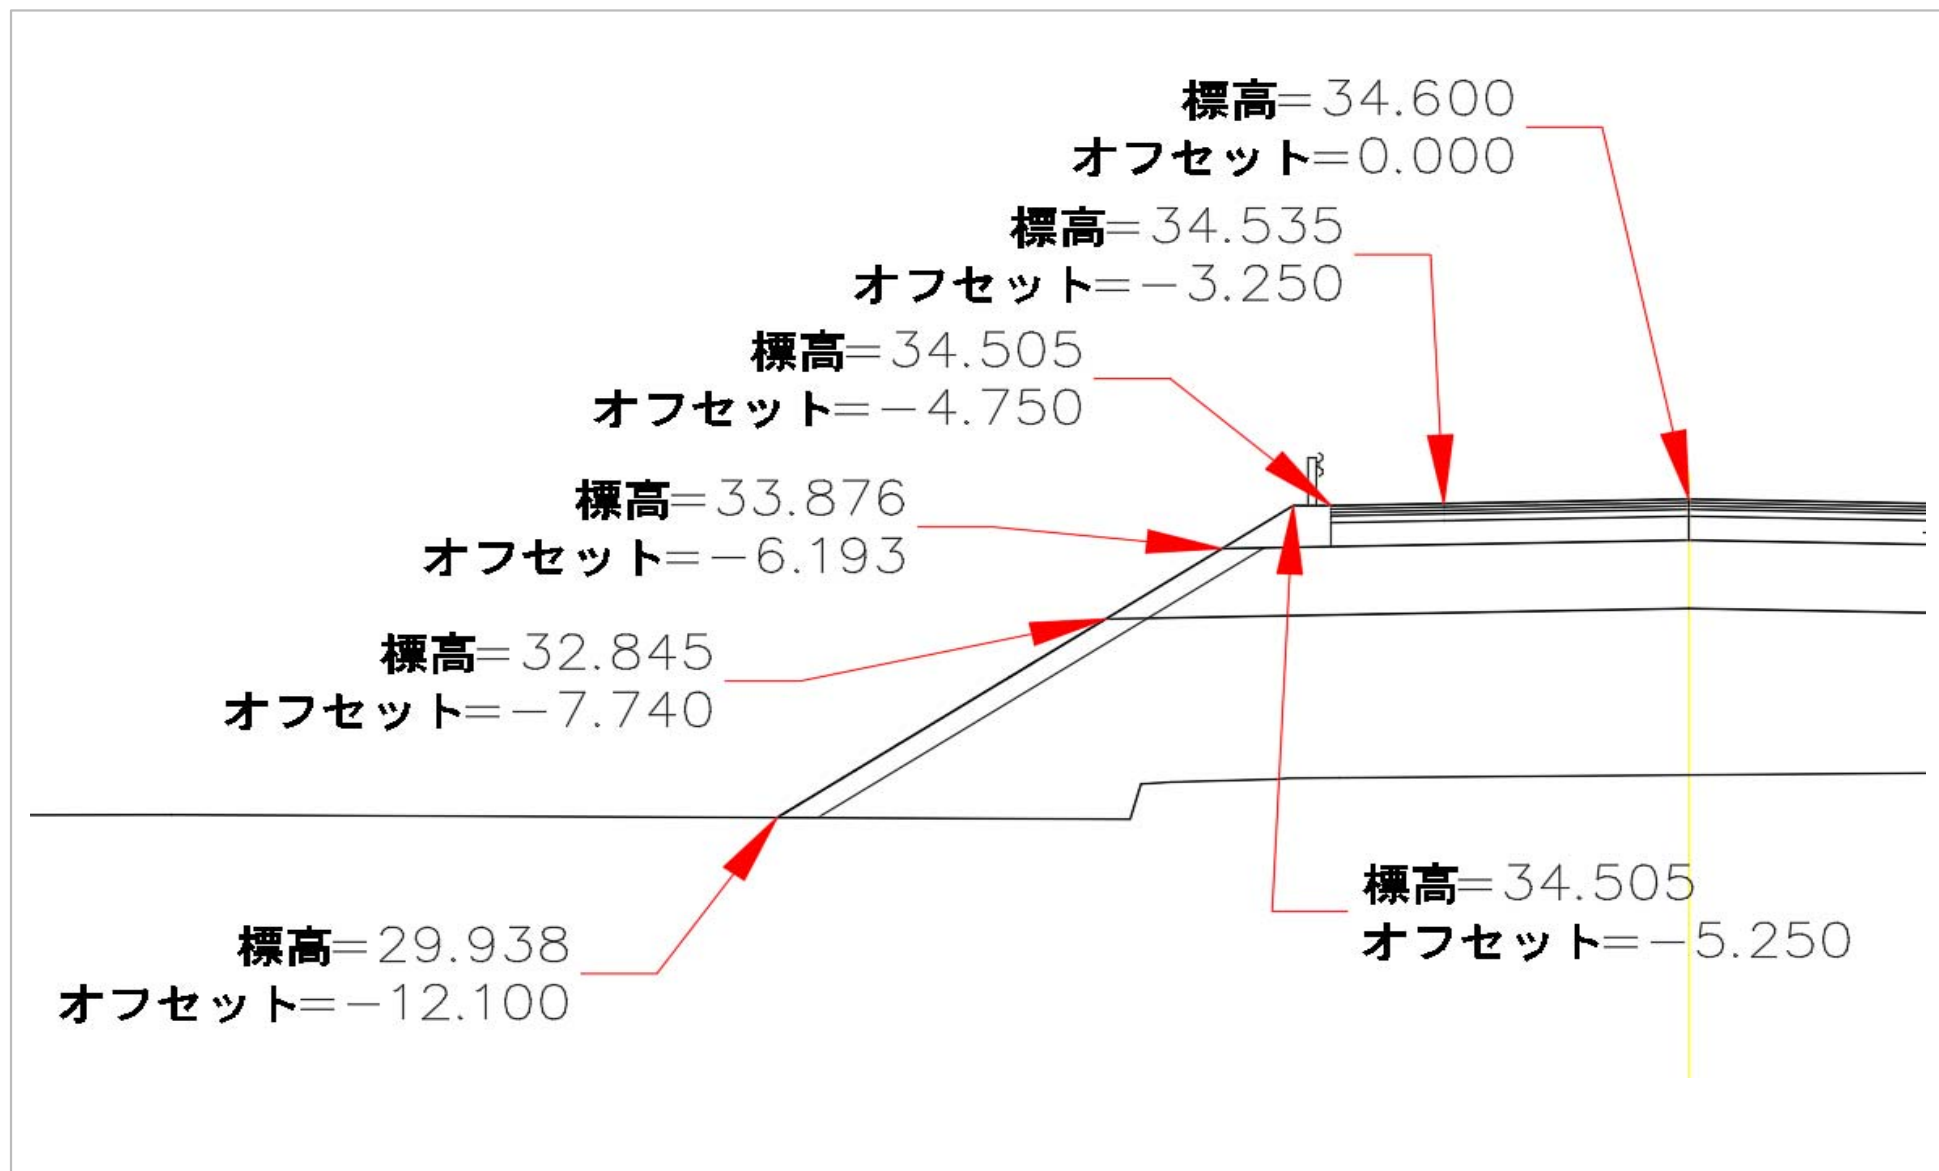 標高=34.600
オフセット=0.000
標高=34.535
オフセット=-3.250
標高=34.505
オフセット=-4.750
標高=33.876
オフセット=-6.193
標高=32.845
オフセット=-7.740
標高=34.505
オフセット=-5.250
標高=29.938
オフセット=-12.100